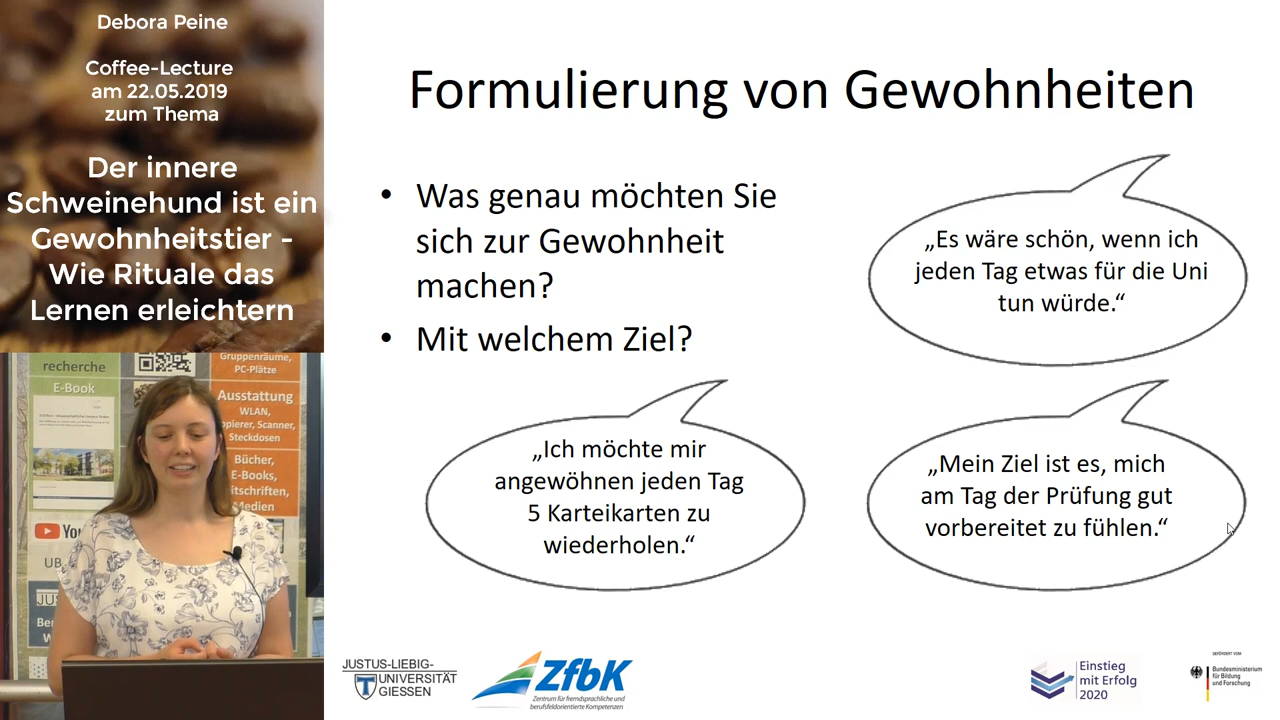 Debora Peine
Coffee-Lecture
am 22.05.2019
zum Thema
Der innere
Schweinehund ist ein
Gewohnheitstier -
Wie Rituale das
Lernen erleichtern
Formulierung von Gewohnheiten
• Was genau möchten Sie
sich zur Gewohnheit
machen?
• Mit welchem Ziel?
„Es wäre schön, wenn ich
jeden Tag etwas für die Uni
tun würde.“
„Ich möchte mir
angewöhnen jeden Tag
5 Karteikarten zu
wiederholen.“
„Mein Ziel ist es, mich
am Tag der Prüfung gut
vorbereitet zu fühlen.“
recherche
E-Book
Gruppenräume,
PC-Plätze
Ausstattung
WLAN,
opierer, Scanner,
Steckdosen
Bücher,
E-Books,
itschriften,
Medien
You
UB
JUS
Ber
W
JUSTUS-LIEBIG-
UNIVERSITÄT
GIESSEN
ZfbK
Zentrum für fremdsprachliche und
berufsfeldorientierte Kompetenzen
Einstieg
mit Erfolg
2020
GEFÖRDERT VOM
Bundesministerium
für Bildung
und Forschung